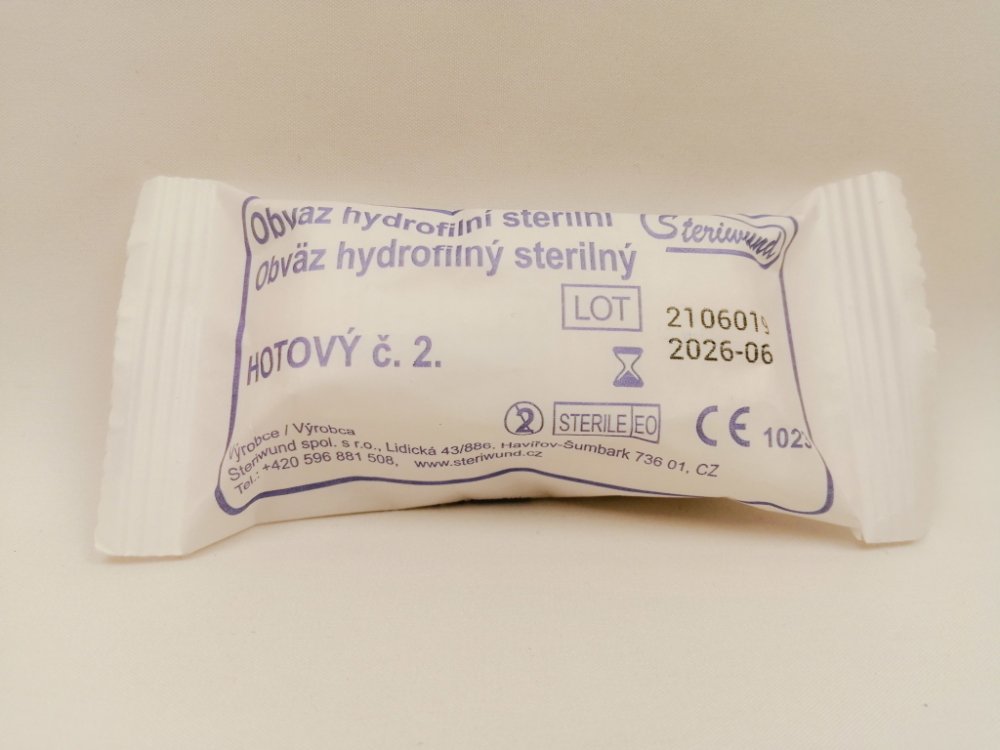 Obvaz hydrofilní sterilní
Steriwund
Obväz hydrofilný sterilný
LOT
2106019
2026-06
HOTOVÝ č. 2.
2
STERILE EO
CE 1023
Výrobce / Výrobca
Steriwund spol. s r.o., Lidická 43/886, Havířov-Šumbark 736 01, CZ
Tel.: +420 596 881 508, www.steriwund.cz